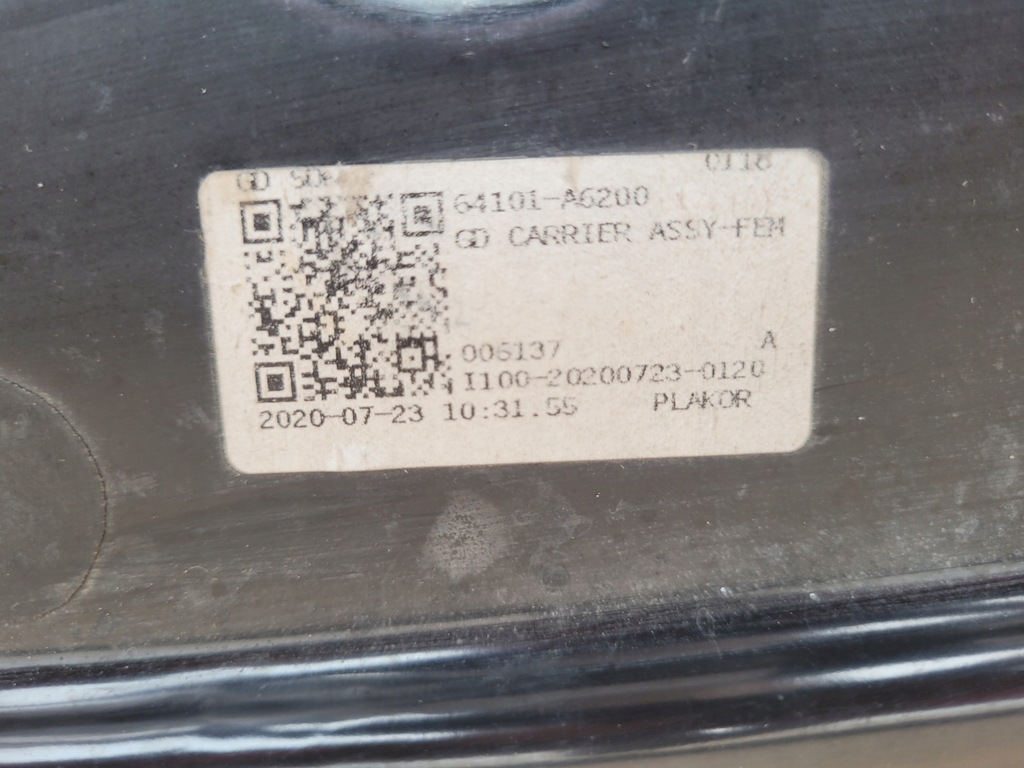 GD 5DR 0118
64101-A6200
GD CARRIER ASSY-FEM
006137 A
I100-20200723-0120
2020-07-23 10:31.55 PLAKOR